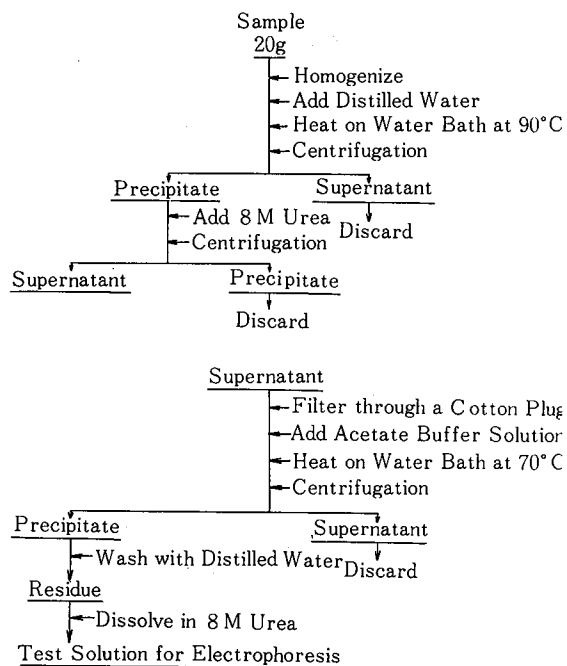 Sample
20g
Homogenize
Add Distilled Water
Heat on Water Bath at 90°C
Centrifugation
Precipitate Supernatant
Add 8 M Urea
Discard
Centrifugation
Supernatant Precipitate
Discard
Supernatant
Filter through a Cotton Plug
Add Acetate Buffer Solution
Heat on Water Bath at 70°C
Centrifugation
Precipitate Supernatant
Wash with Distilled Water Discard
Residue
Dissolve in 8 M Urea
Test Solution for Electrophoresis